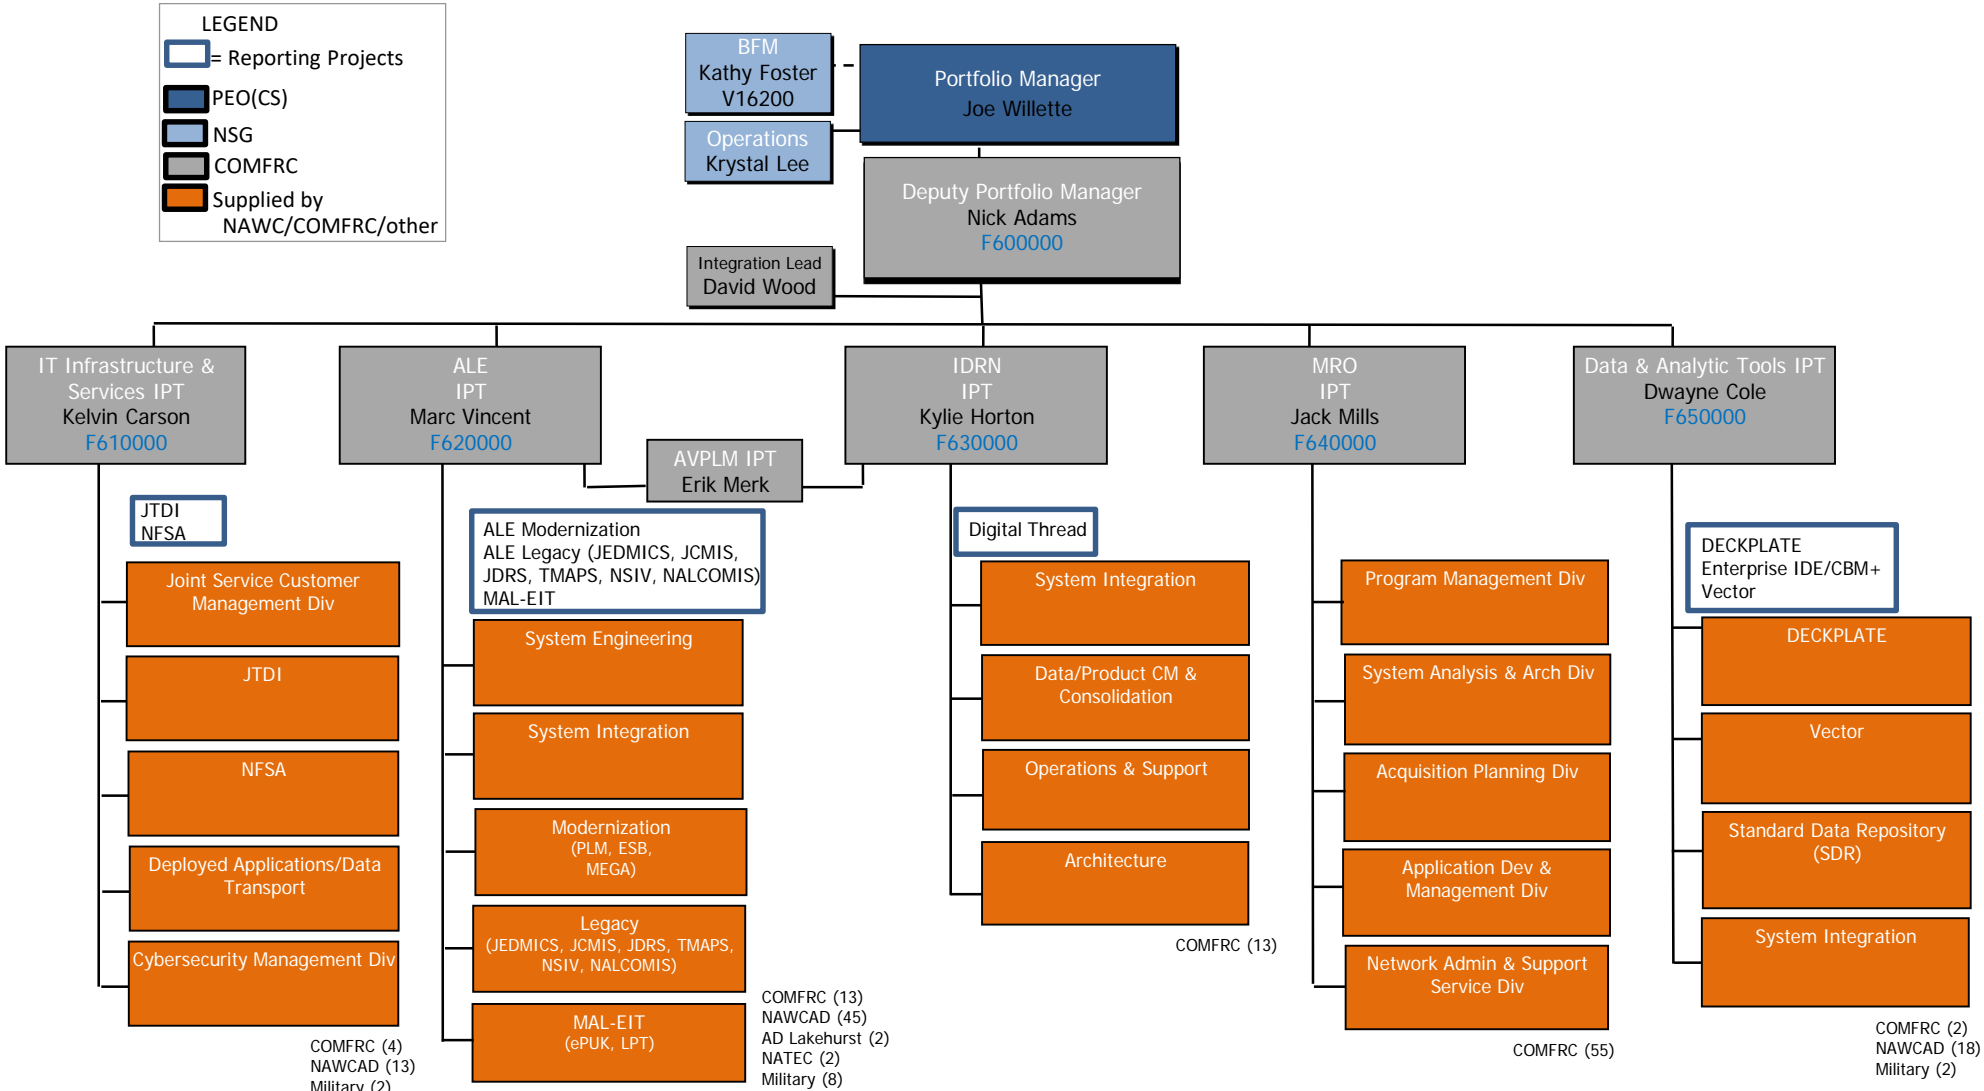 LEGEND
= Reporting Projects
PEO(CS)
NSG
COMFRC
Supplied by
NAWC/COMFRC/other
BFM
Kathy Foster
V16200
Operations
Krystal Lee
Portfolio Manager
Joe Willette
Deputy Portfolio Manager
Nick Adams
F600000
Integration Lead
David Wood
IT Infrastructure &
Services IPT
Kelvin Carson
F610000
ALE
IPT
Marc Vincent
F620000
AVPLM IPT
Erik Merk
IDRN
IPT
Kylie Horton
F630000
MRO
IPT
Jack Mills
F640000
Data & Analytic Tools IPT
Dwayne Cole
F650000
JTDI
NFSA
Joint Service Customer
Management Div
JTDI
NFSA
Deployed Applications/Data
Transport
Cybersecurity Management Div
COMFRC (4)
NAWCAD (13)
Military (2)
ALE Modernization
ALE Legacy (JEDMICS, JCMIS,
JDRS, TMAPS, NSIV, NALCOMIS)
MAL-EIT
System Engineering
System Integration
Modernization
(PLM, ESB,
MEGA)
Legacy
(JEDMICS, JCMIS, JDRS, TMAPS,
NSIV, NALCOMIS)
MAL-EIT
(ePUK, LPT)
COMFRC (13)
NAWCAD (45)
AD Lakehurst (2)
NATEC (2)
Military (8)
Digital Thread
System Integration
Data/Product CM &
Consolidation
Operations & Support
Architecture
COMFRC (13)
Program Management Div
System Analysis & Arch Div
Acquisition Planning Div
Application Dev &
Management Div
Network Admin & Support
Service Div
COMFRC (55)
DECKPLATE
Enterprise IDE/CBM+
Vector
DECKPLATE
Vector
Standard Data Repository
(SDR)
System Integration
COMFRC (2)
NAWCAD (18)
Military (2)